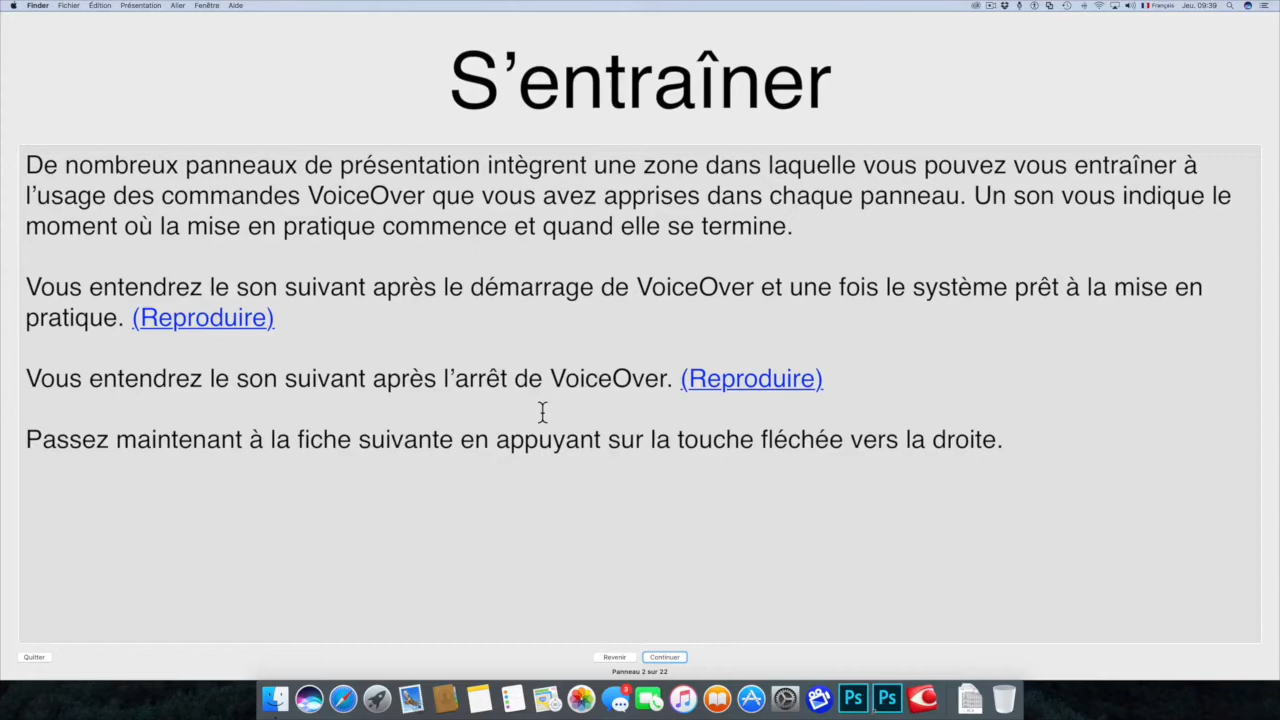 Finder Fichier Édition Présentation Aller Fenêtre Aide Français Jeu. 09:39
S’entraîner
De nombreux panneaux de présentation intègrent une zone dans laquelle vous pouvez vous entraîner à
l’usage des commandes VoiceOver que vous avez apprises dans chaque panneau. Un son vous indique le
moment où la mise en pratique commence et quand elle se termine.
Vous entendrez le son suivant après le démarrage de VoiceOver et une fois le système prêt à la mise en
pratique. (Reproduire)
Vous entendrez le son suivant après l’arrêt de VoiceOver. (Reproduire)
Passez maintenant à la fiche suivante en appuyant sur la touche fléchée vers la droite.
Quitter Revenir Continuer
Panneau 2 sur 22
3
Ps Ps